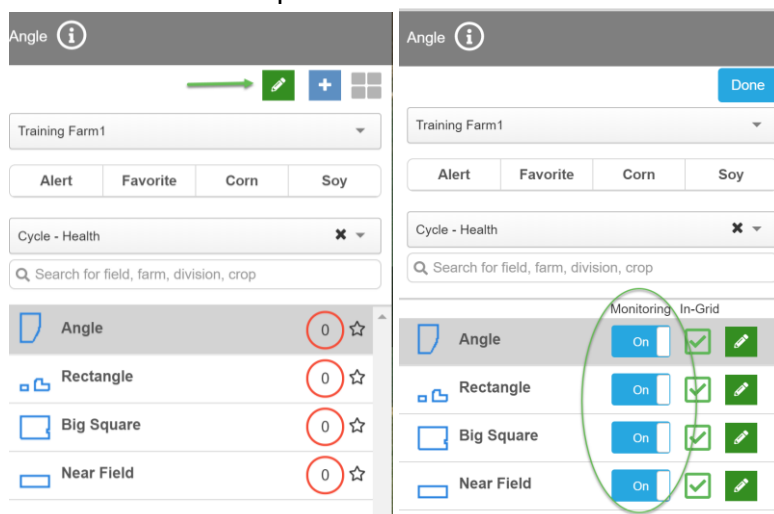 Angle
Training Farm1
Alert Favorite Corn Soy
Cycle - Health
Search for field, farm, division, crop
Angle 0
Rectangle 0
Big Square 0
Near Field 0
Angle
Done
Training Farm1
Alert Favorite Corn Soy
Cycle - Health
Search for field, farm, division, crop
Monitoring In-Grid
Angle On
Rectangle On
Big Square On
Near Field On